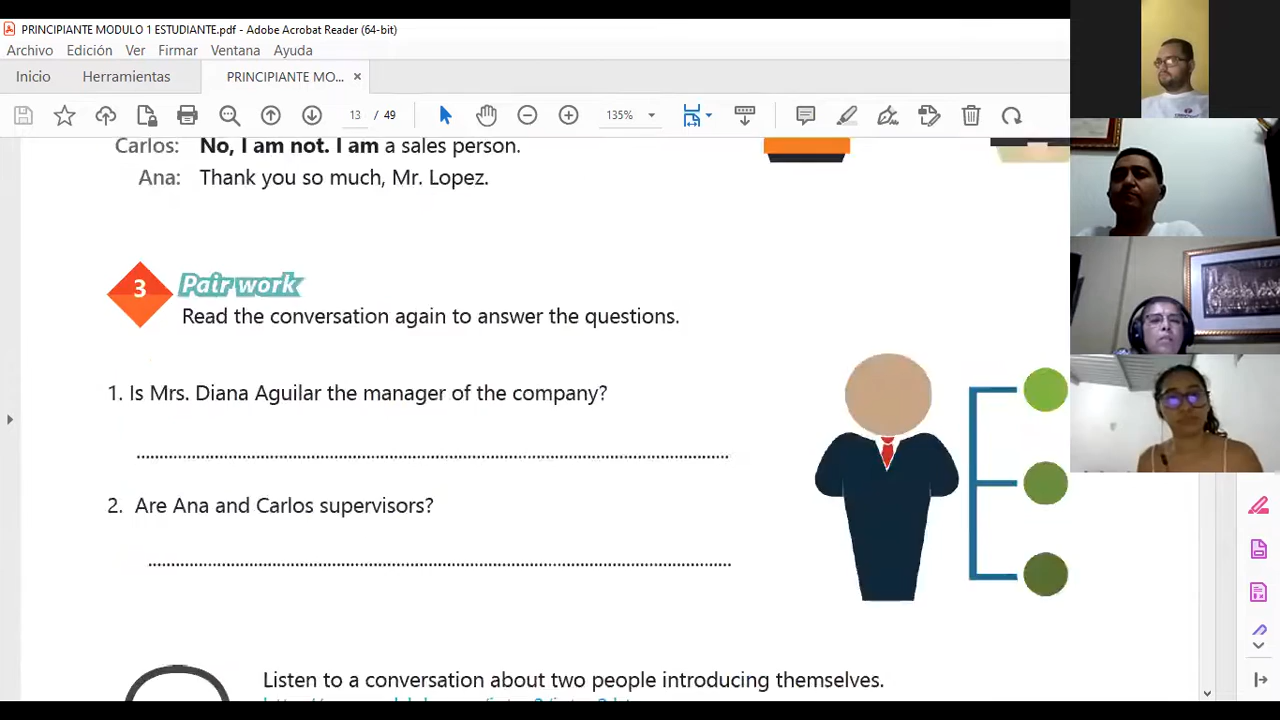 PRINCIPIANTE MODULO 1 ESTUDIANTE.pdf - Adobe Acrobat Reader (64-bit)
Archivo Edición Ver Firmar Ventana Ayuda
Inicio Herramientas PRINCIPIANTE MO... ×
13 / 49 135%
Carlos: No, I am not. I am a sales person.
Ana: Thank you so much, Mr. Lopez.
3 Pair work
Read the conversation again to answer the questions.
1. Is Mrs. Diana Aguilar the manager of the company?
2. Are Ana and Carlos supervisors?
Listen to a conversation about two people introducing themselves.